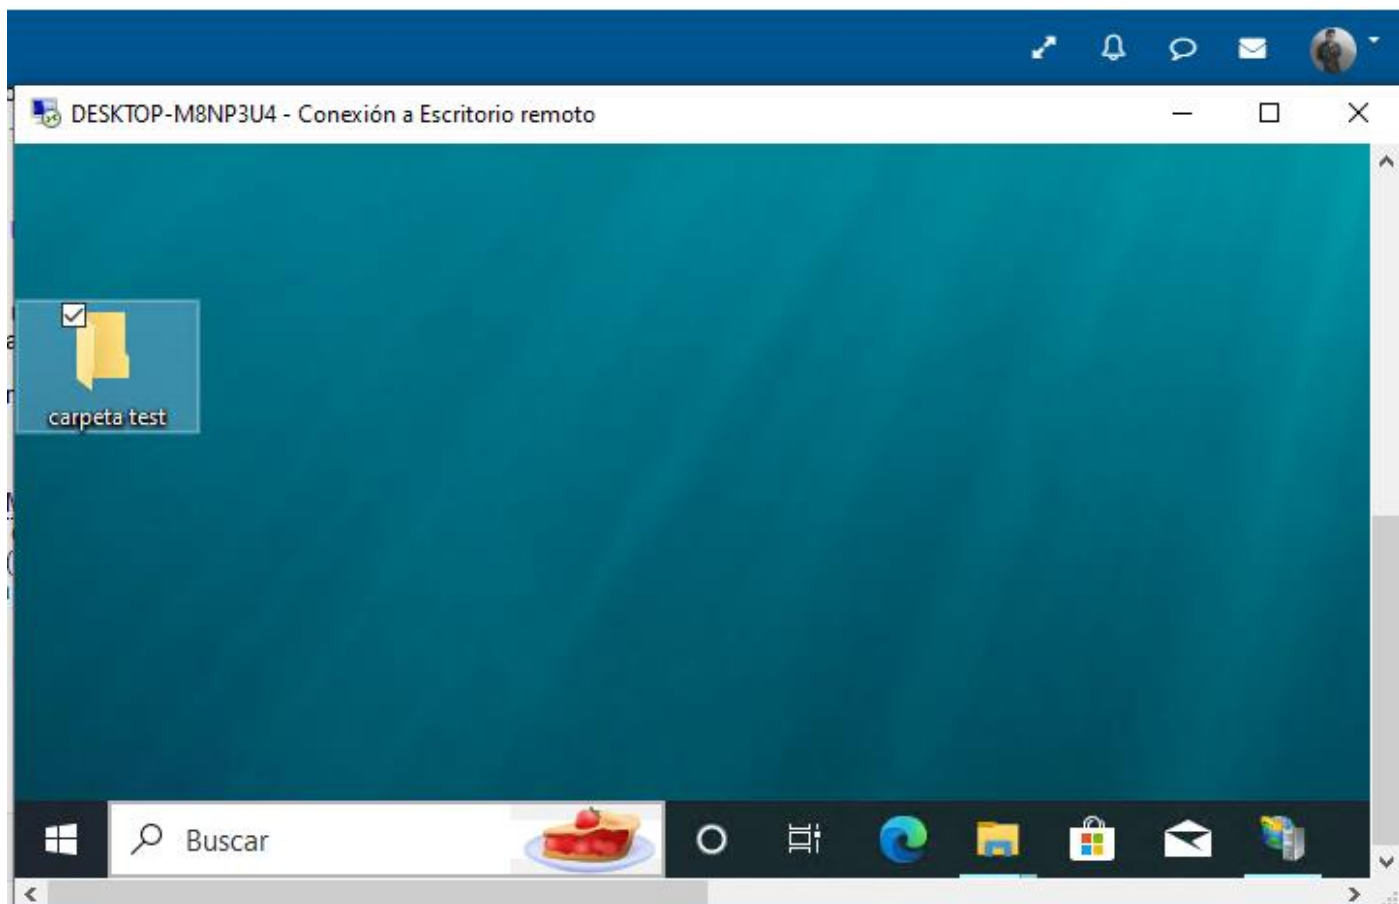 DESKTOP-M8NP3U4 - Conexión a Escritorio remoto
carpeta test
Buscar